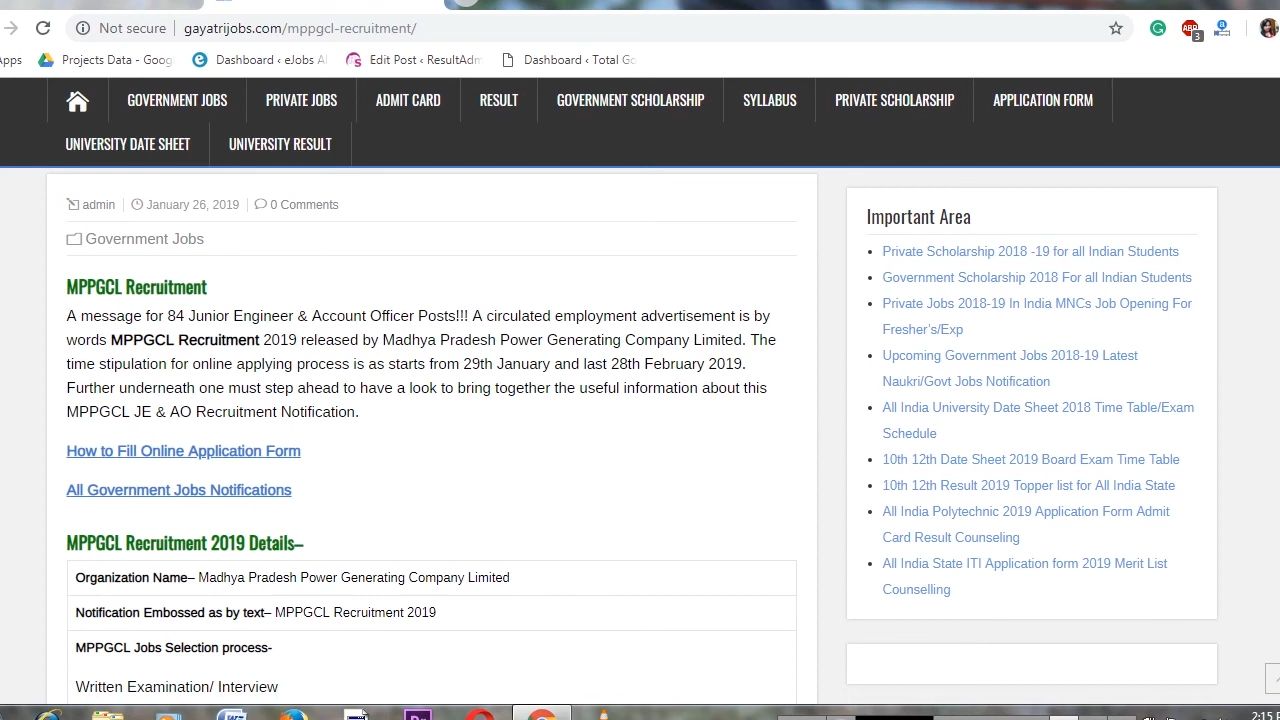 Not secure gayatrijobs.com/mppgcl-recruitment/
ABP 3
Apps Projects Data - Goog Dashboard ‹ eJobs Al Edit Post ‹ ResultAdm Dashboard ‹ Total Go
GOVERNMENT JOBS PRIVATE JOBS ADMIT CARD RESULT GOVERNMENT SCHOLARSHIP SYLLABUS PRIVATE SCHOLARSHIP APPLICATION FORM
UNIVERSITY DATE SHEET UNIVERSITY RESULT
admin January 26, 2019 0 Comments
Government Jobs
MPPGCL Recruitment
A message for 84 Junior Engineer & Account Officer Posts!!! A circulated employment advertisement is by
words MPPGCL Recruitment 2019 released by Madhya Pradesh Power Generating Company Limited. The
time stipulation for online applying process is as starts from 29th January and last 28th February 2019.
Further underneath one must step ahead to have a look to bring together the useful information about this
MPPGCL JE & AO Recruitment Notification.
How to Fill Online Application Form
All Government Jobs Notifications
MPPGCL Recruitment 2019 Details–
Organization Name– Madhya Pradesh Power Generating Company Limited
Notification Embossed as by text– MPPGCL Recruitment 2019
MPPGCL Jobs Selection process-
Written Examination/ Interview
Important Area
Private Scholarship 2018 -19 for all Indian Students
Government Scholarship 2018 For all Indian Students
Private Jobs 2018-19 In India MNCs Job Opening For
Fresher’s/Exp
Upcoming Government Jobs 2018-19 Latest
Naukri/Govt Jobs Notification
All India University Date Sheet 2018 Time Table/Exam
Schedule
10th 12th Date Sheet 2019 Board Exam Time Table
10th 12th Result 2019 Topper list for All India State
All India Polytechnic 2019 Application Form Admit
Card Result Counseling
All India State ITI Application form 2019 Merit List
Counselling
2:15